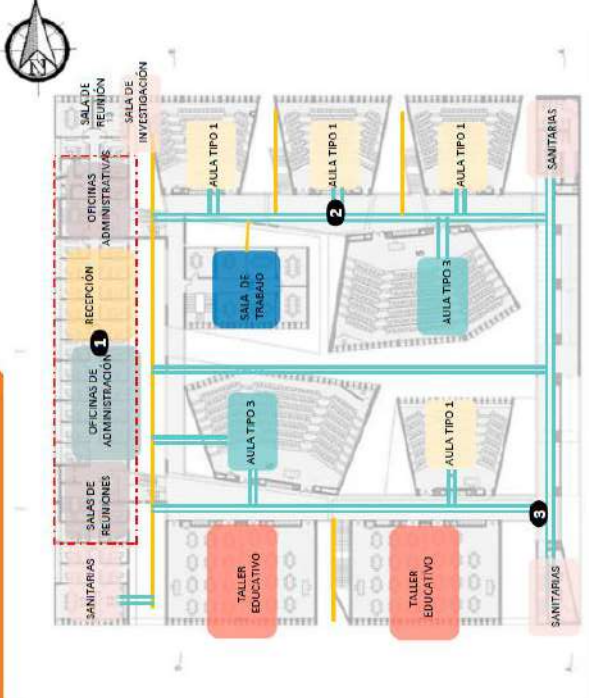 N
SANITARIAS
SALAS DE
REUNIONES
OFICINAS DE
ADMINISTRACIÓN
1
RECEPCIÓN
OFICINAS
ADMINISTRATIVAS
SALA DE
REUNIÓN
SALA DE
INVESTIGACIÓN
TALLER
EDUCATIVO
AULA TIPO 3
SALA DE
TRABAJO
AULA TIPO 1
2
AULA TIPO 1
TALLER
EDUCATIVO
AULA TIPO 1
AULA TIPO 3
AULA TIPO 1
3
SANITARIAS
SANITARIAS